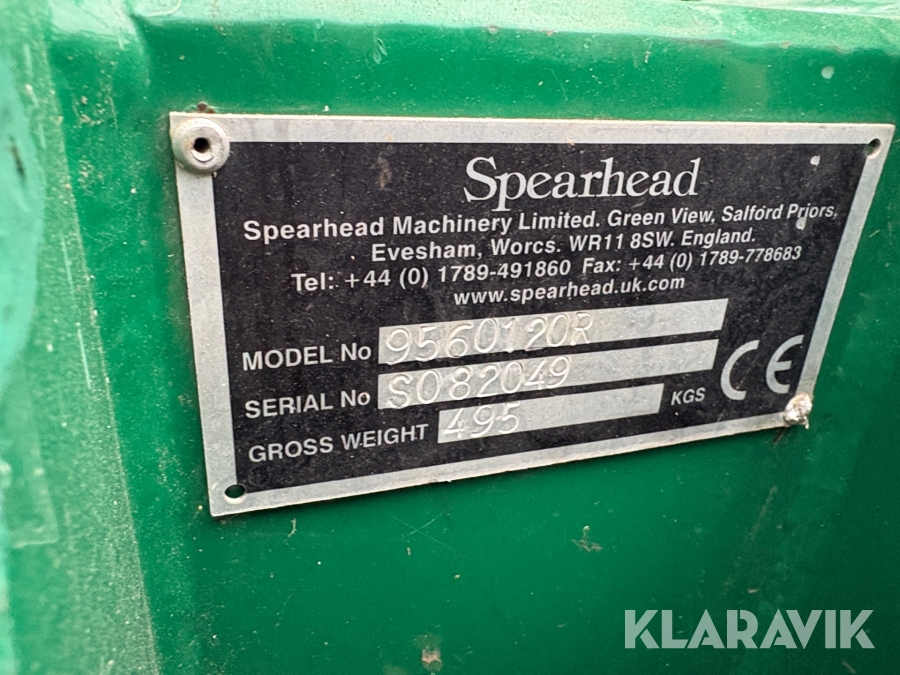 Spearhead
Spearhead Machinery Limited. Green View, Salford Priors,
Evesham, Worcs. WR11 8SW. England.
Tel: +44 (0) 1789-491860 Fax: +44 (0) 1789-778683
www.spearhead.uk.com
MODEL No 9560120R
SERIAL No S082049
GROSS WEIGHT 495 KGS
CE
KLARAVIK